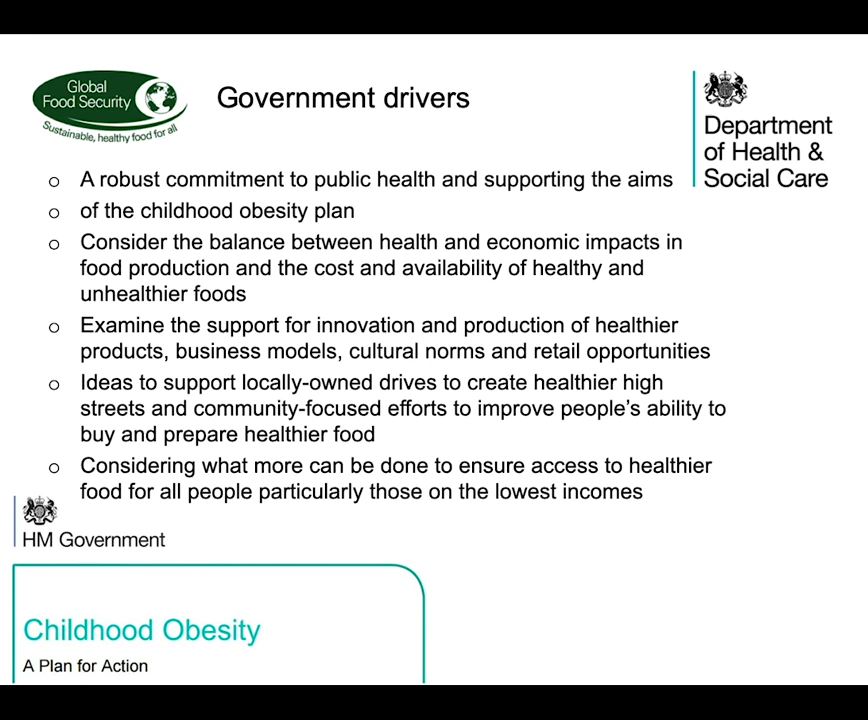 Global
Food Security
Sustainable, healthy food for all
Government drivers
Department
of Health &
Social Care
o A robust commitment to public health and supporting the aims
o of the childhood obesity plan
o Consider the balance between health and economic impacts in
food production and the cost and availability of healthy and
unhealthier foods
o Examine the support for innovation and production of healthier
products, business models, cultural norms and retail opportunities
o Ideas to support locally-owned drives to create healthier high
streets and community-focused efforts to improve people's ability to
buy and prepare healthier food
o Considering what more can be done to ensure access to healthier
food for all people particularly those on the lowest incomes
HM Government
Childhood Obesity
A Plan for Action